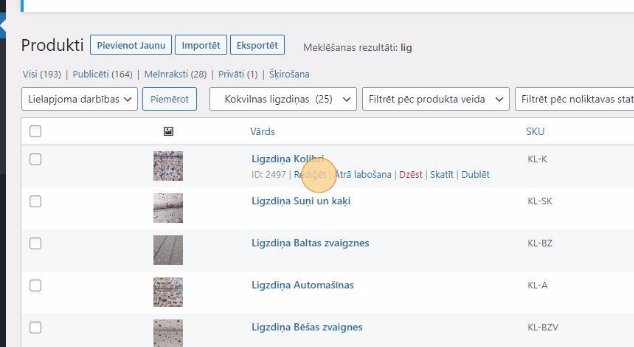 Produkti Pievienot Jaunu Importēt Eksportēt Meklēšanas rezultāti: lig
Visi (193) | Publicēti (164) | Melnraksti (28) | Privāti (1) | Šķirošana
Lielapjoma darbības Piemērot Kokvilnas ligzdiņas (25) Filtrēt pēc produkta veida Filtrēt pēc noliktavas stat
Vārds SKU
Ligzdiņa Kolibri KL-K
ID: 2497 | Rediģēt | Ātrā labošana | Dzēst | Skatīt | Dublēt
Ligzdiņa Suņi un kaķi KL-SK
Ligzdiņa Baltas zvaigznes KL-BZ
Ligzdiņa Automašīnas KL-A
Ligzdiņa Bēšas zvaignes KL-BZV